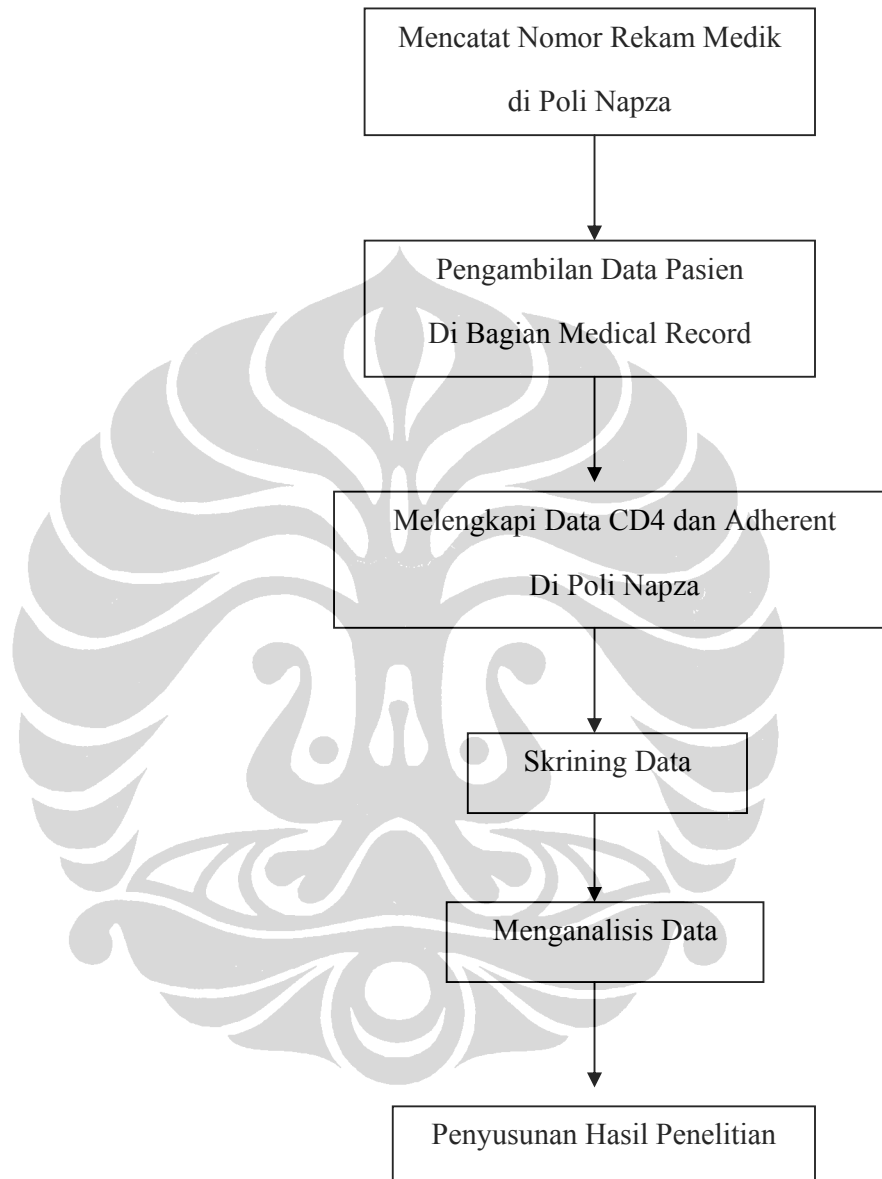 Mencatat Nomor Rekam Medik
di Poli Napza
Pengambilan Data Pasien
Di Bagian Medical Record
Melengkapi Data CD4 dan Adherent
Di Poli Napza
Skrining Data
Menganalisis Data
Penyusunan Hasil Penelitian